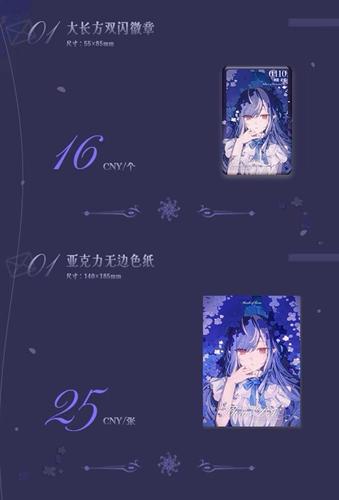 01 大长方双闪徽章
尺寸：55×85mm
0110
16 CNY/个
01 亚克力无边色纸
尺寸：140×185mm
25 CNY/张